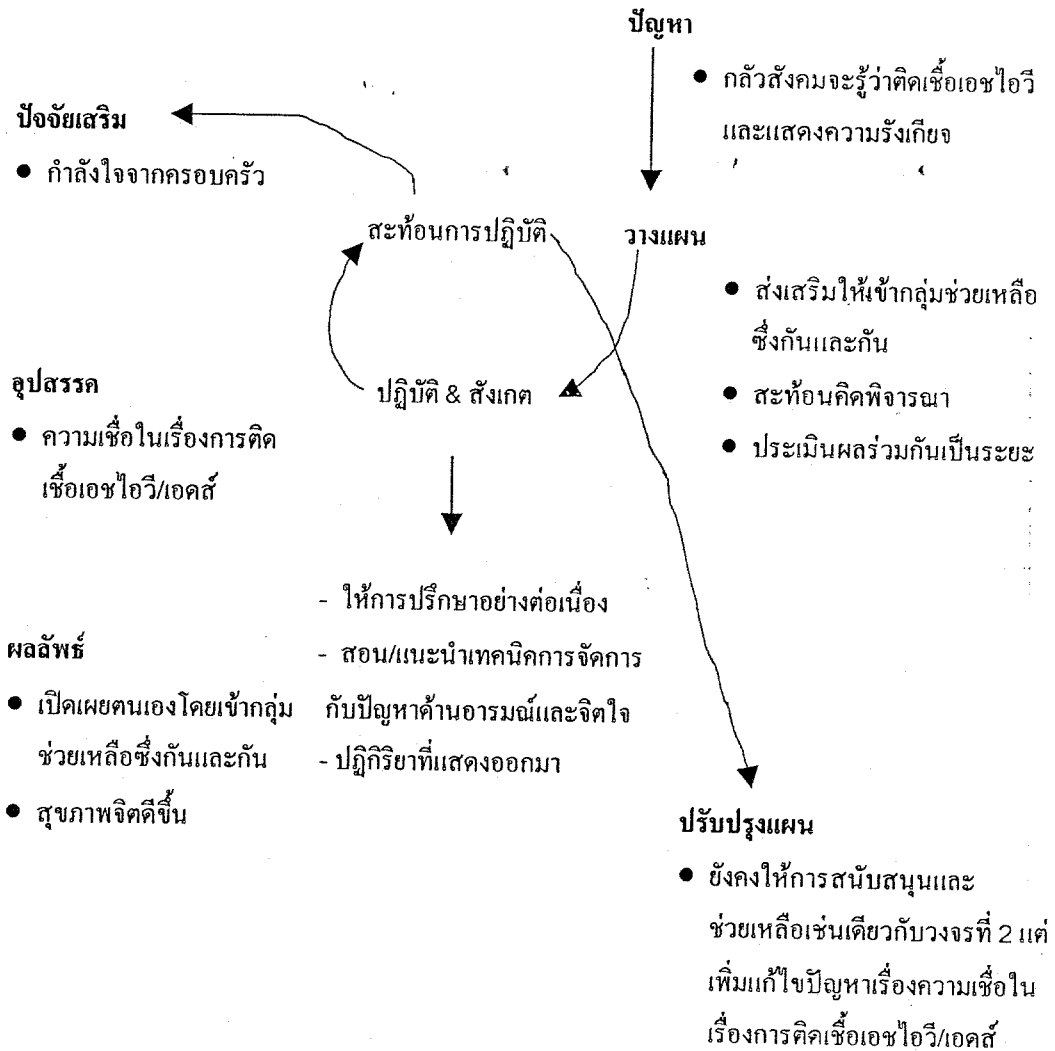 ปัญหา
● กลัวสังคมจะรู้ว่าติดเชื้อเอชไอวี
และแสดงความรังเกียจ
ปัจจัยเสริม
● กำลังใจจากครอบครัว
สะท้อนการปฏิบัติ
วางแผน
● ส่งเสริมให้เข้ากลุ่มช่วยเหลือ
ซึ่งกันและกัน
● สะท้อนคิดพิจารณา
● ประเมินผลร่วมกันเป็นระยะ
ปฏิบัติ & สังเกต
อุปสรรค
● ความเชื่อในเรื่องการติด
เชื้อเอชไอวี/เอดส์
- ให้การปรึกษาอย่างต่อเนื่อง
- สอน/แนะนำเทคนิคการจัดการ
กับปัญหาด้านอารมณ์และจิตใจ
- ปฏิกิริยาที่แสดงออกมา
ผลลัพธ์
● เปิดเผยตนเองโดยเข้ากลุ่ม
ช่วยเหลือซึ่งกันและกัน
● สุขภาพจิตดีขึ้น
ปรับปรุงแผน
● ยังคงให้การสนับสนุนและ
ช่วยเหลือเช่นเดียวกับวงจรที่ 2 แต่
เพิ่มแก้ไขปัญหาเรื่องความเชื่อใน
เรื่องการติดเชื้อเอชไอวี/เอดส์